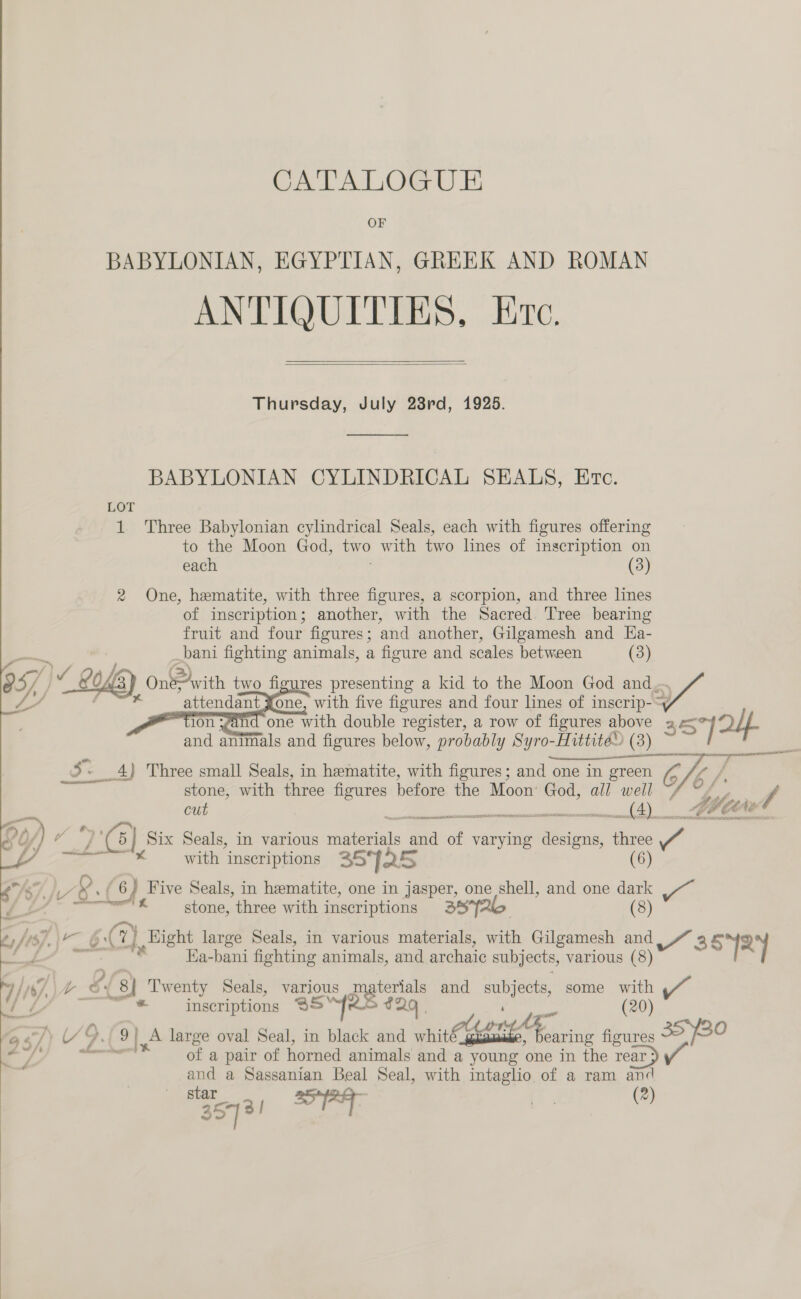 CATALOGUE
OF
BABYLONIAN, EGYPTIAN, GREEK AND ROMAN
ANTIQUITIES, ETC.
Thursday, July 23rd, 1925.
BABYLONIAN CYLINDRICAL SEALS, ETC.
LOT
1 Three Babylonian cylindrical Seals, each with figures offering
to the Moon God, two with two lines of inscription on
each (3)
2 One, hæmatite, with three figures, a scorpion, and three lines
of inscription; another, with the Sacred Tree bearing
fruit and four figures; and another, Gilgamesh and Ea-
bani fighting animals, a figure and scales between (3)
3 One, with two figures presenting a kid to the Moon God and
attendant; one, with five figures and four lines of inscrip-
tion; and one with double register, a row of figures above 35724
and animals and figures below, probably Syro-Hittite (3)
4 Three small Seals, in hæmatite, with figures; and one in green
stone, with three figures before the Moon God, all well
cut (4)
5 Six Seals, in various materials and of varying designs, three
with inscriptions 35725 (6)
6 Five Seals, in hæmatite, one in jasper, one shell, and one dark
stone, three with inscriptions 35726 (8)
7 Eight large Seals, in various materials, with Gilgamesh and 35727
Ea-bani fighting animals, and archaic subjects, various (8)
8 Twenty Seals, various materials and subjects, some with
inscriptions 35728 &29 (20)
9 A large oval Seal, in black and white bearing figures 35730
of a pair of horned animals and a young one in the rear
and a Sassanian Beal Seal, with intaglio of a ram and
star (2)
35731